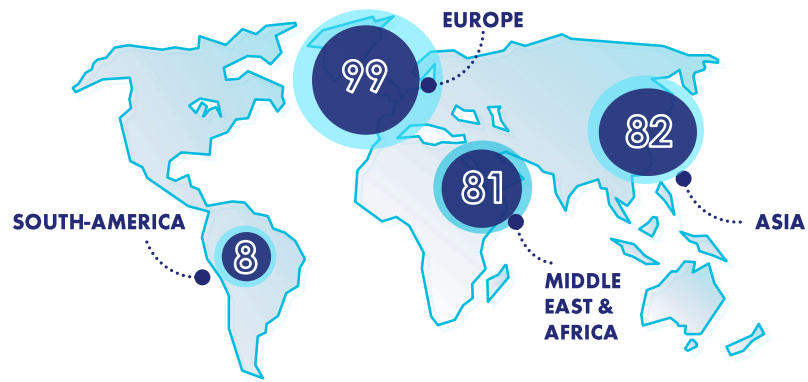 EUROPE
99
82
81
SOUTH-AMERICA
ASIA
8
MIDDLE
EAST &
AFRICA